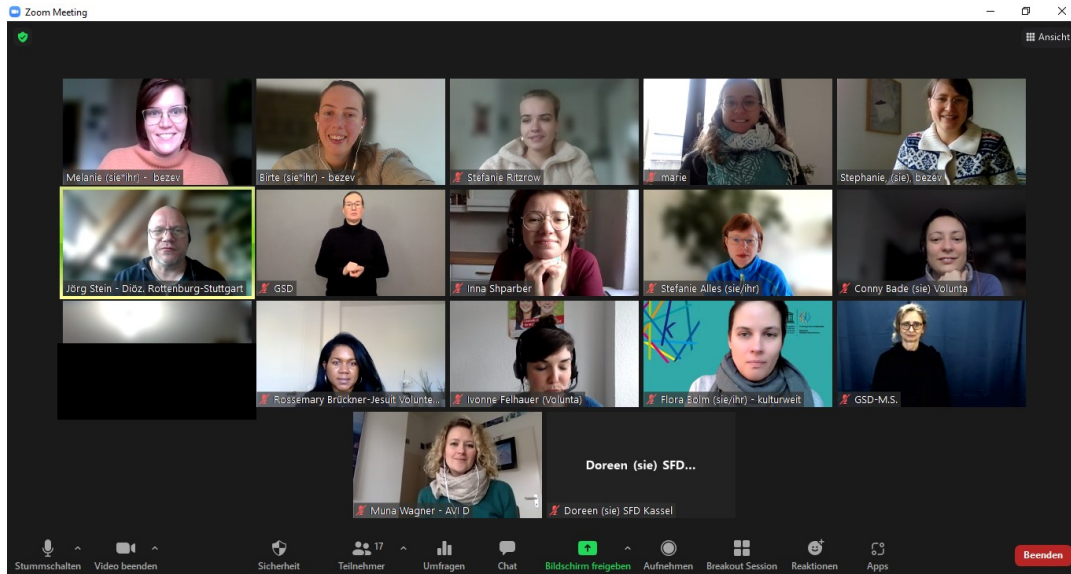 Zoom Meeting
Ansicht
Melanie (sie*ihr) - bezev
Birte (sie*ihr) - bezev
Stefanie Ritzrow
marie
Stephanie, (sie), bezev
Jörg Stein - Diöz. Rottenburg-Stuttgart
GSD
Inna Shparber
Stefanie Alles (sie/ihr)
Conny Bade (sie) Volunta
Rossemary Brückner-Jesuit Volunte...
Ivonne Felhauer (Volunta)
Flora Bolm (sie/ihr) - kulturweit
GSD-M.S.
Doreen (sie) SFD...
Muna Wagner - AVI D
Doreen (sie) SFD Kassel
17
Stummschalten
Video beenden
Sicherheit
Teilnehmer
Umfragen
Chat
Bildschirm freigeben
Aufnehmen
Breakout Session
Reaktionen
Apps
Beenden